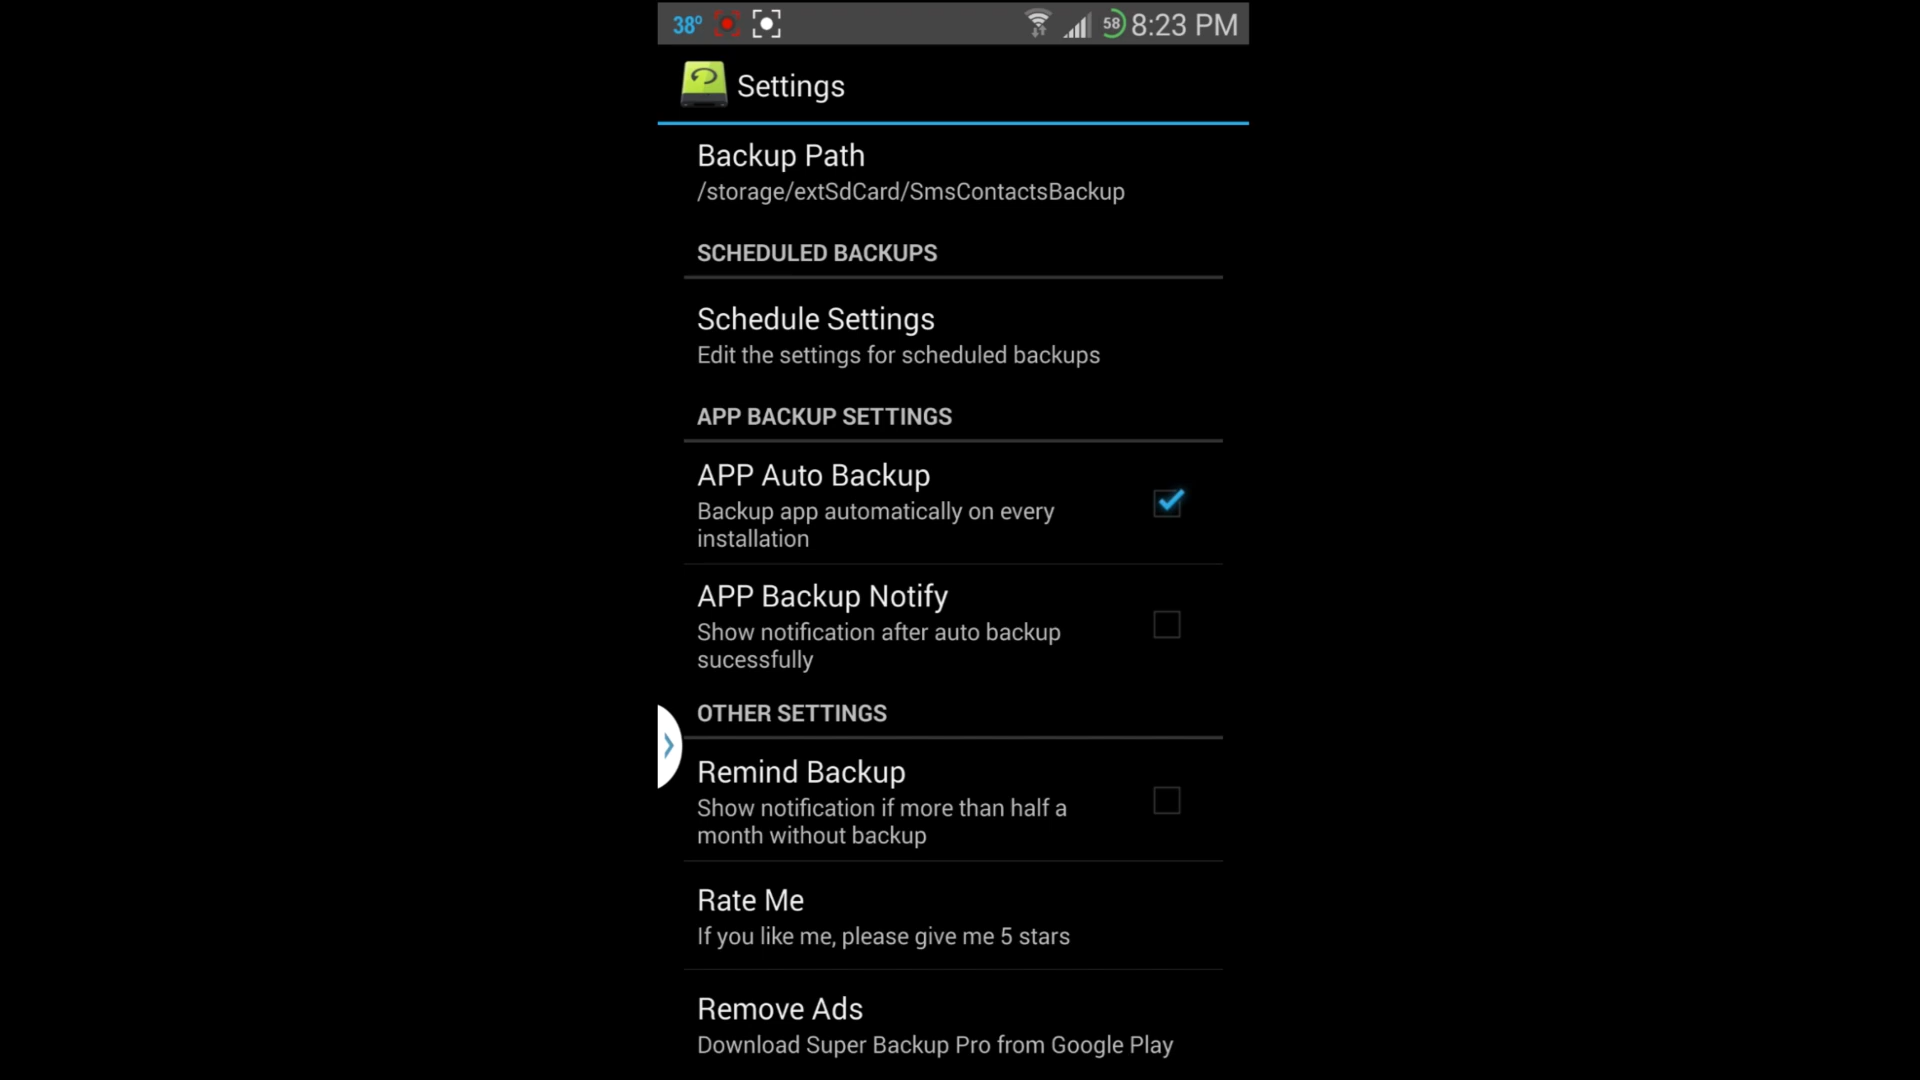 38° 58 8:23 PM
Settings
Backup Path
/storage/extSdCard/SmsContactsBackup
SCHEDULED BACKUPS
Schedule Settings
Edit the settings for scheduled backups
APP BACKUP SETTINGS
APP Auto Backup
Backup app automatically on every
installation
APP Backup Notify
Show notification after auto backup
sucessfully
OTHER SETTINGS
Remind Backup
Show notification if more than half a
month without backup
Rate Me
If you like me, please give me 5 stars
Remove Ads
Download Super Backup Pro from Google Play